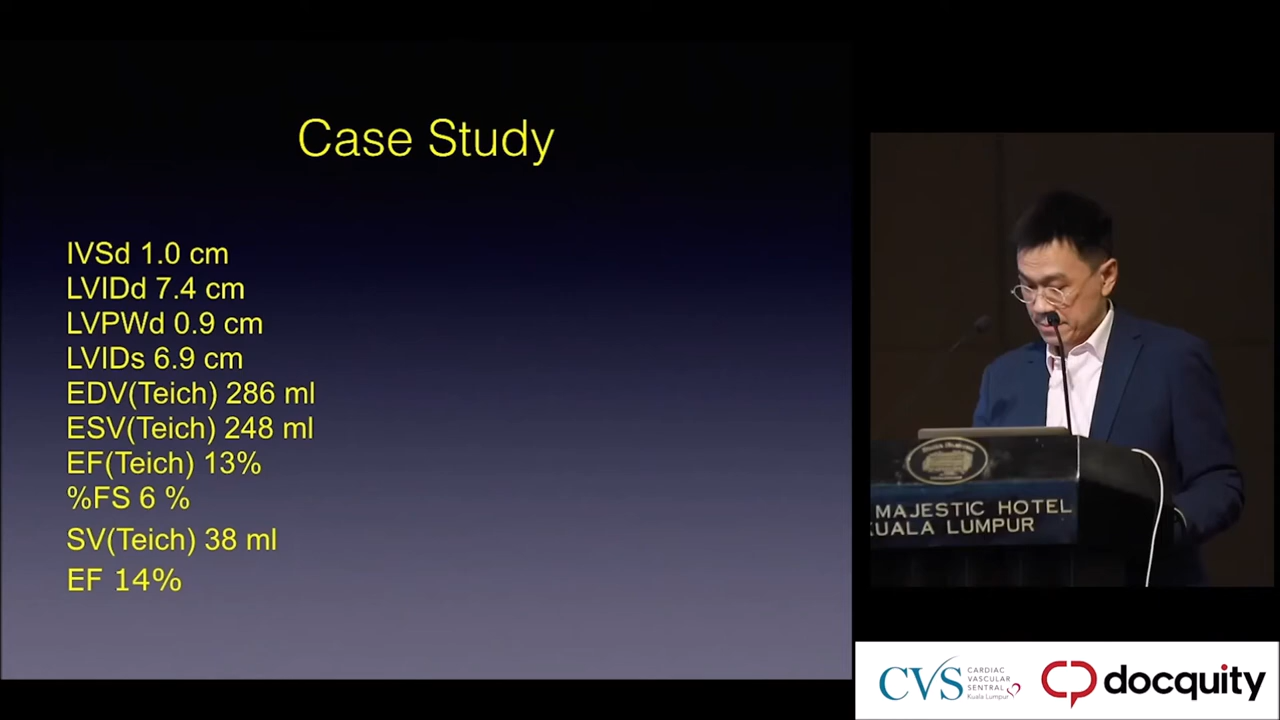 Case Study
IVSd 1.0 cm
LVIDd 7.4 cm
LVPWd 0.9 cm
LVIDs 6.9 cm
EDV(Teich) 286 ml
ESV(Teich) 248 ml
EF(Teich) 13%
%FS 6 %
SV(Teich) 38 ml
EF 14%
MAJESTIC HOTEL
KUALA LUMPUR
CVS
CARDIAC
VASCULAR
SENTRAL
Kuala Lumpur
docquity